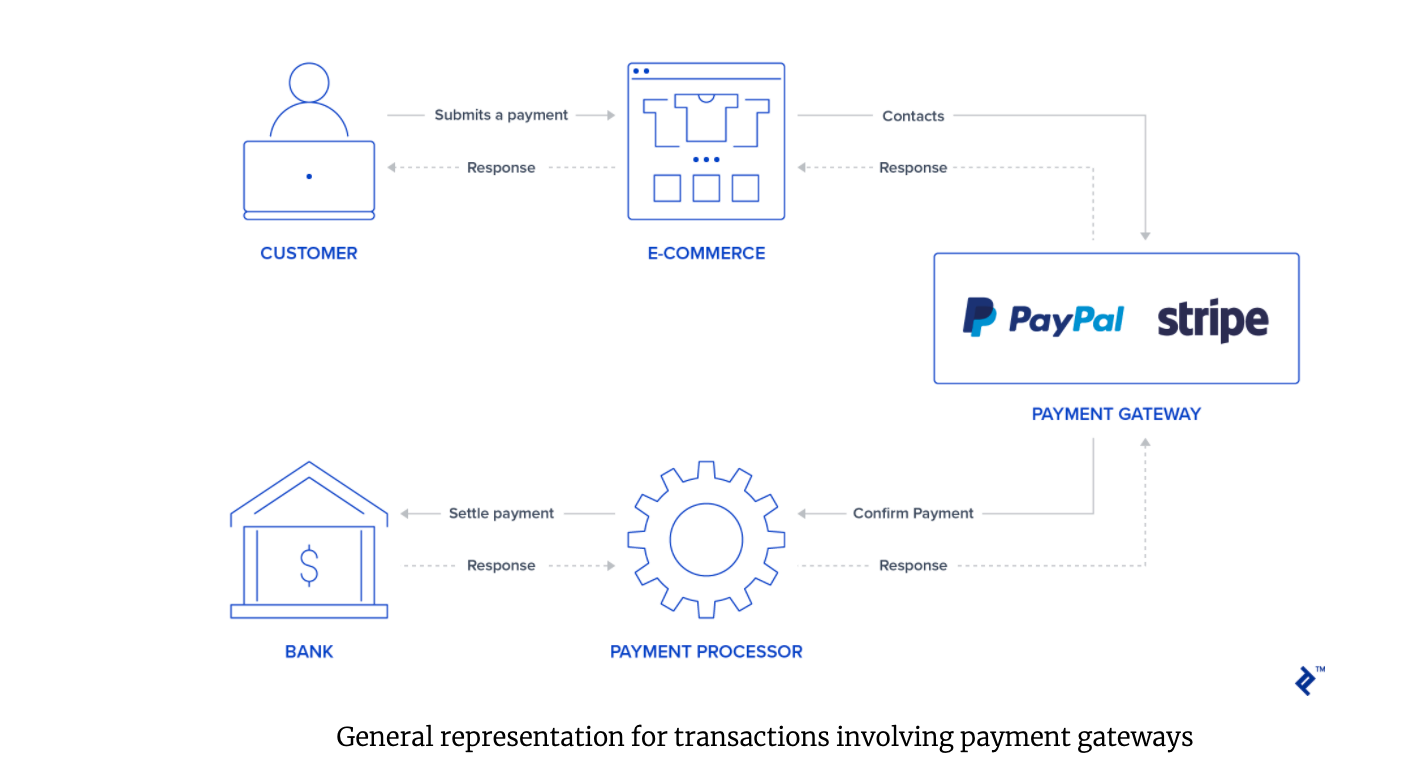 Submits a payment
Contacts
Response
Response
CUSTOMER
E-COMMERCE
PayPal
stripe
PAYMENT GATEWAY
Settle payment
Confirm Payment
$
Response
Response
BANK
PAYMENT PROCESSOR
TM
General representation for transactions involving payment gateways